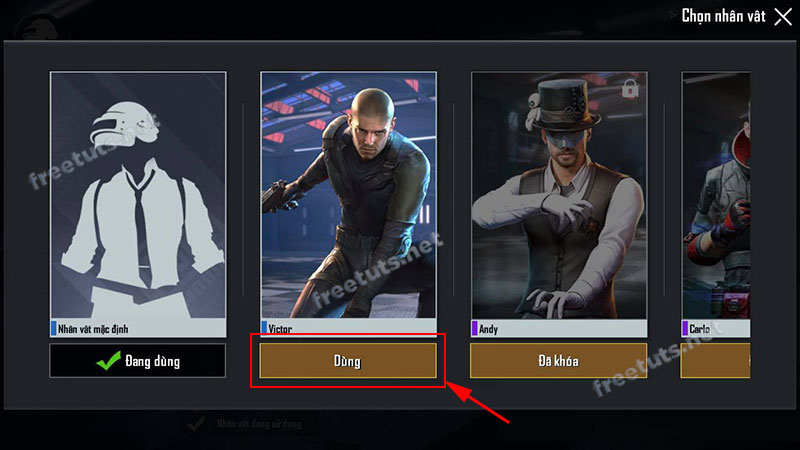 Chọn nhân vật
freetuts.net
freetuts.net
Nhân vật mặc định
Victor
Andy
Carlo
Đang dùng
Dùng
Đã khóa
freetuts.net
Nhân vật đang sử dụng